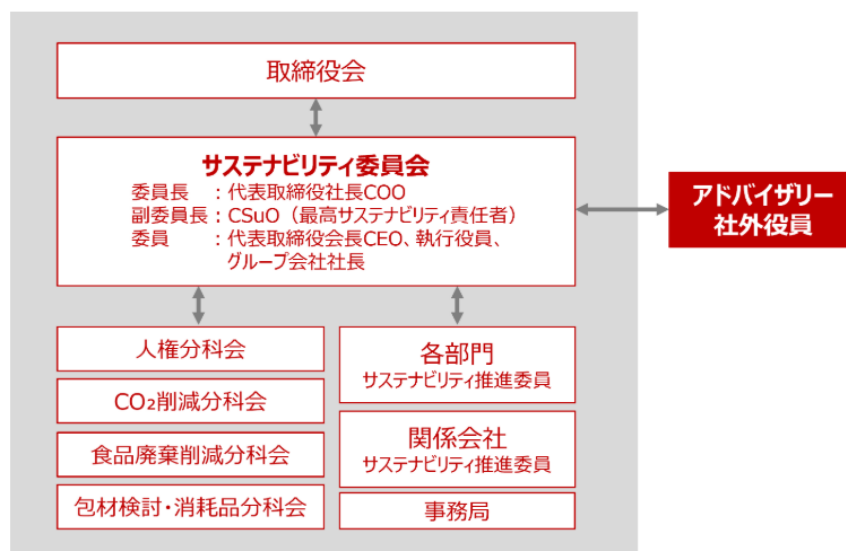 取締役会
サステナビリティ委員会
委員長　：代表取締役社長COO
副委員長：CSuO（最高サステナビリティ責任者）
委員　　：代表取締役会長CEO、執行役員、
グループ会社社長
アドバイザリー
社外役員
人権分科会
CO₂削減分科会
食品廃棄削減分科会
包材検討・消耗品分科会
各部門
サステナビリティ推進委員
関係会社
サステナビリティ推進委員
事務局